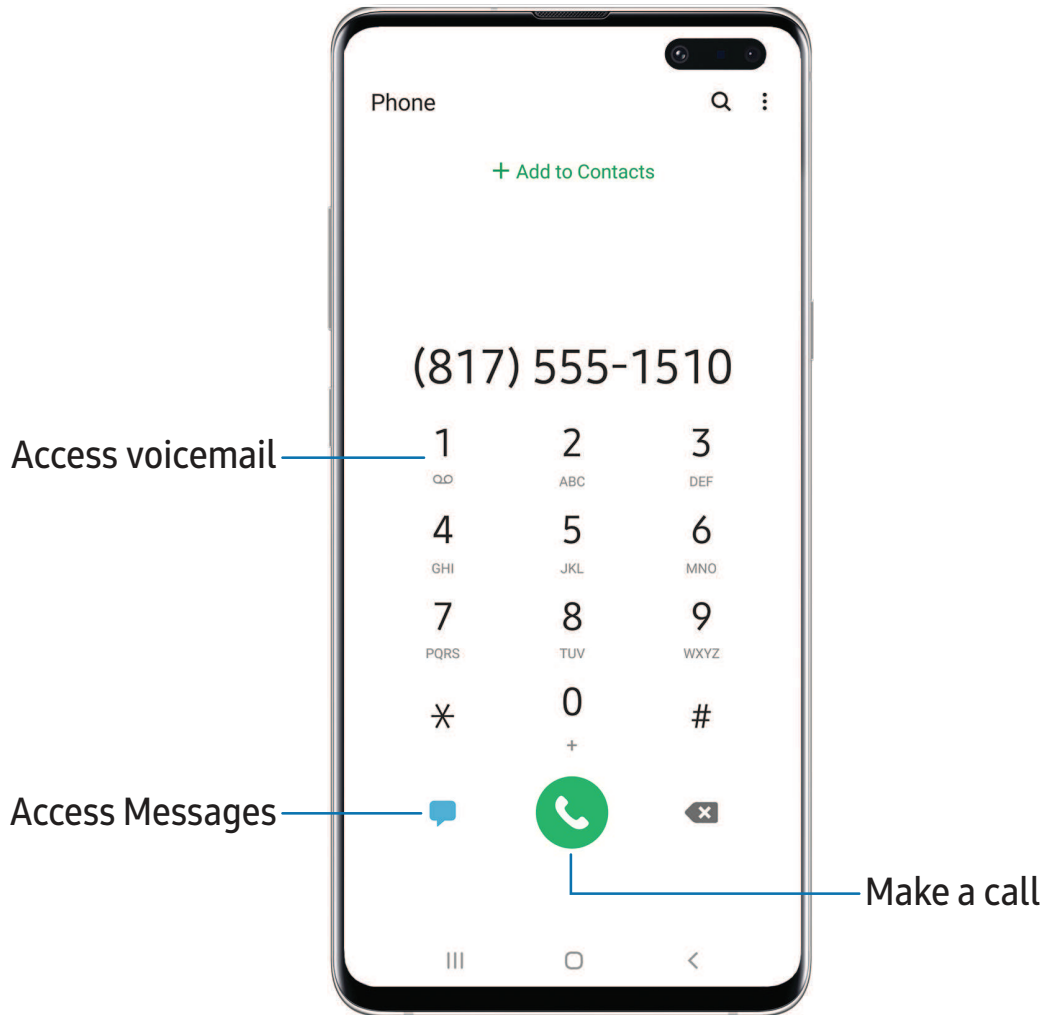 Phone
+ Add to Contacts
(817) 555-1510
Access voicemail
1 2 3
ABC DEF
4 5 6
GHI JKL MNO
7 8 9
PQRS TUV WXYZ
* 0 #
+
Access Messages
Make a call